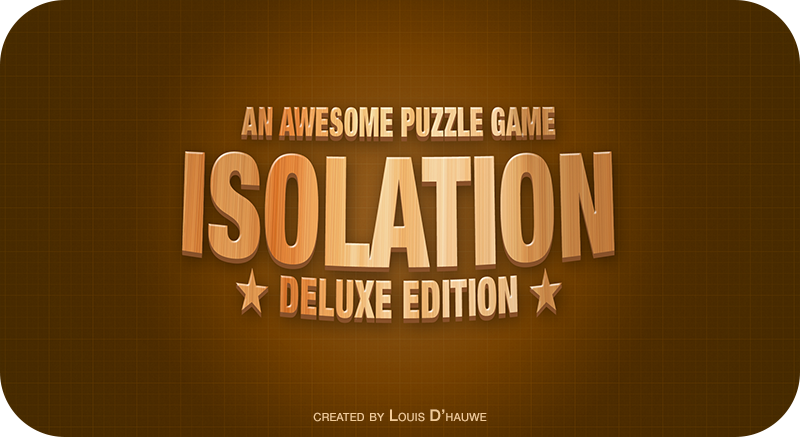 AN AWESOME PUZZLE GAME
ISOLATION
DELUXE EDITION
CREATED BY LOUIS D'HAUWE